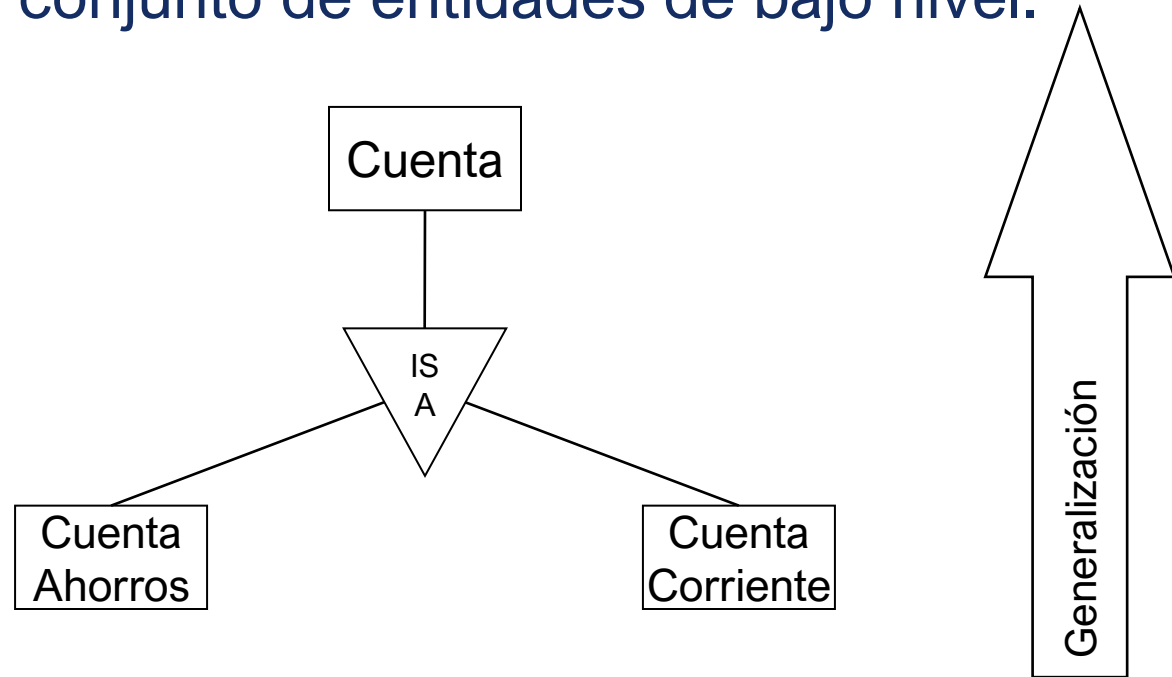 conjunto de entidades de bajo nivel.
Cuenta
IS
A
Cuenta
Ahorros
Cuenta
Corriente
Generalización